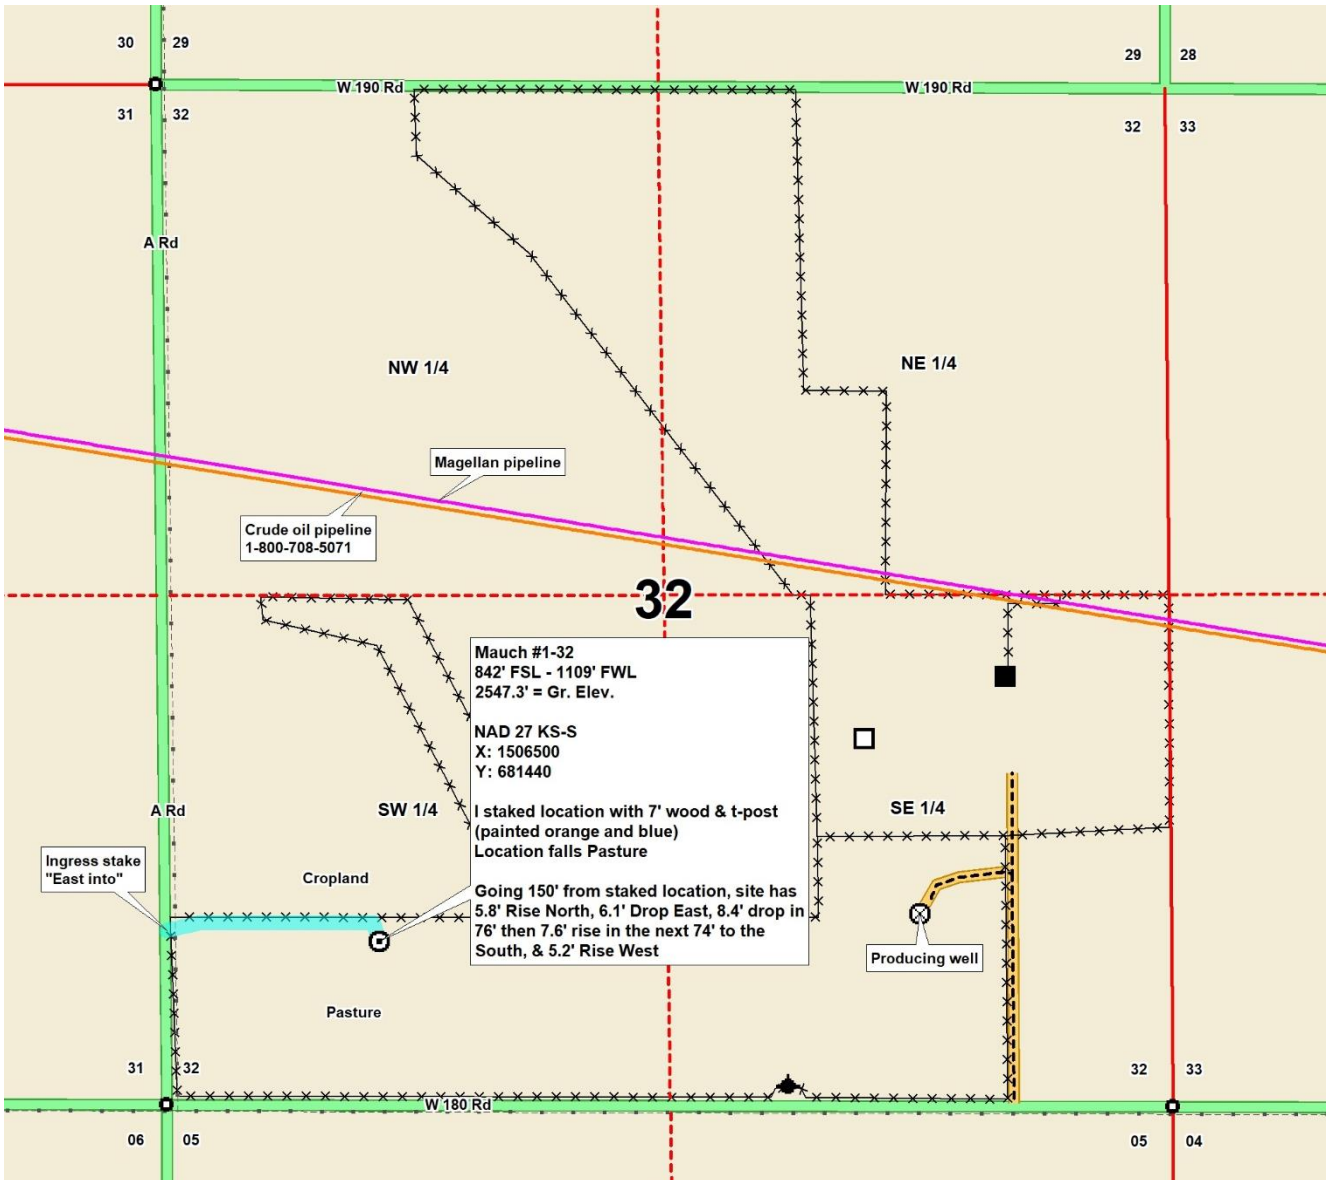 30 29
29 28
W 190 Rd
W 190 Rd
31 32
32 33
A Rd
NW 1/4
NE 1/4
Magellan pipeline
Crude oil pipeline
1-800-708-5071
32
Mauch #1-32
842' FSL - 1109' FWL
2547.3' = Gr. Elev.
NAD 27 KS-S
X: 1506500
Y: 681440
I staked location with 7' wood & t-post
(painted orange and blue)
Location falls Pasture
Going 150' from staked location, site has
5.8' Rise North, 6.1' Drop East, 8.4' drop in
76' then 7.6' rise in the next 74' to the
South, & 5.2' Rise West
A Rd
SW 1/4
SE 1/4
Ingress stake
"East into"
Cropland
Producing well
Pasture
31 32
32 33
W 180 Rd
06 05
05 04